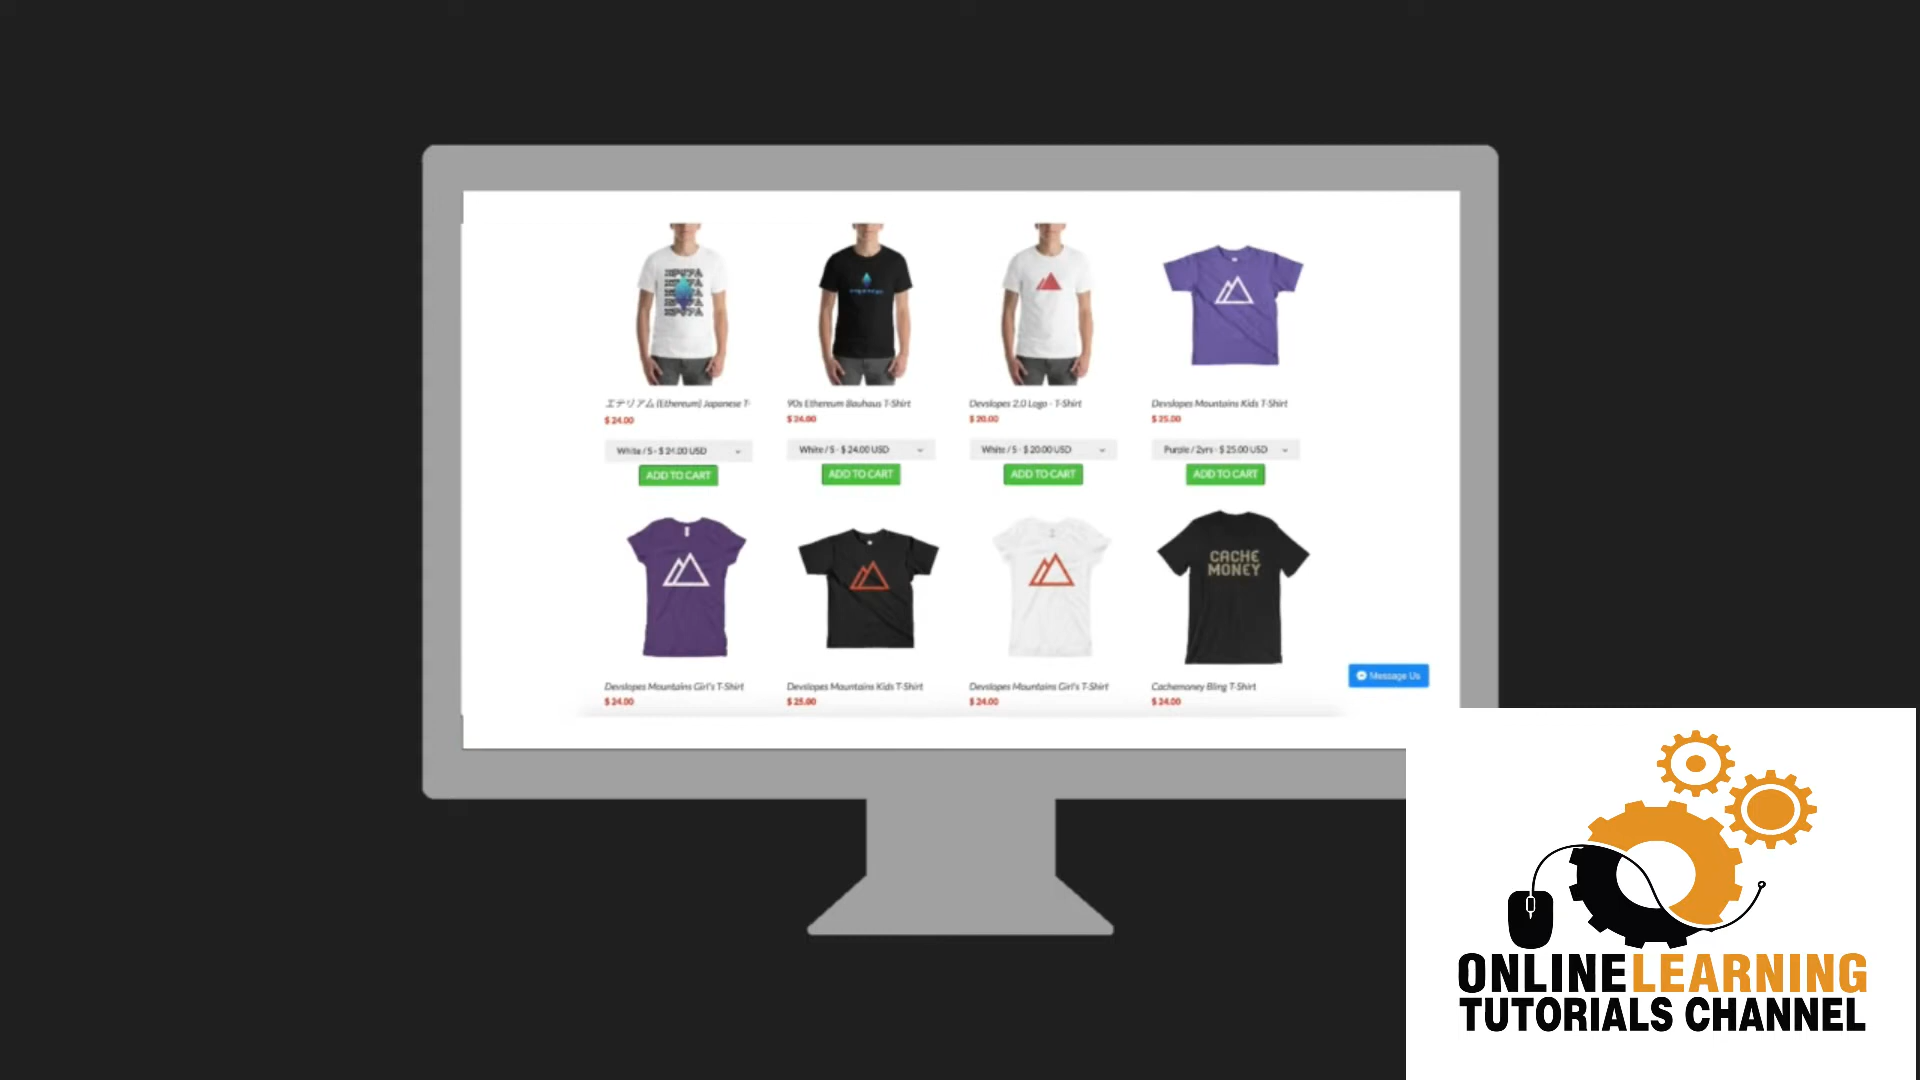 エテリアム (Ethereum) Japanese T-
$ 24.00
White / S - $ 24.00 USD
ADD TO CART
90s Ethereum Bauhaus T-Shirt
$ 24.00
White / S - $ 24.00 USD
ADD TO CART
Devslopes 2.0 Logo - T-Shirt
$ 20.00
White / S - $ 20.00 USD
ADD TO CART
Devslopes Mountains Kids T-Shirt
$ 25.00
Purple / 2yrs - $ 25.00 USD
ADD TO CART
CACHE
MONEY
Devslopes Mountains Girl's T-Shirt
$ 24.00
Devslopes Mountains Kids T-Shirt
$ 25.00
Devslopes Mountains Girl's T-Shirt
$ 24.00
Cachemoney Bling T-Shirt
$ 24.00
Message Us
ONLINELEARNING
TUTORIALS CHANNEL